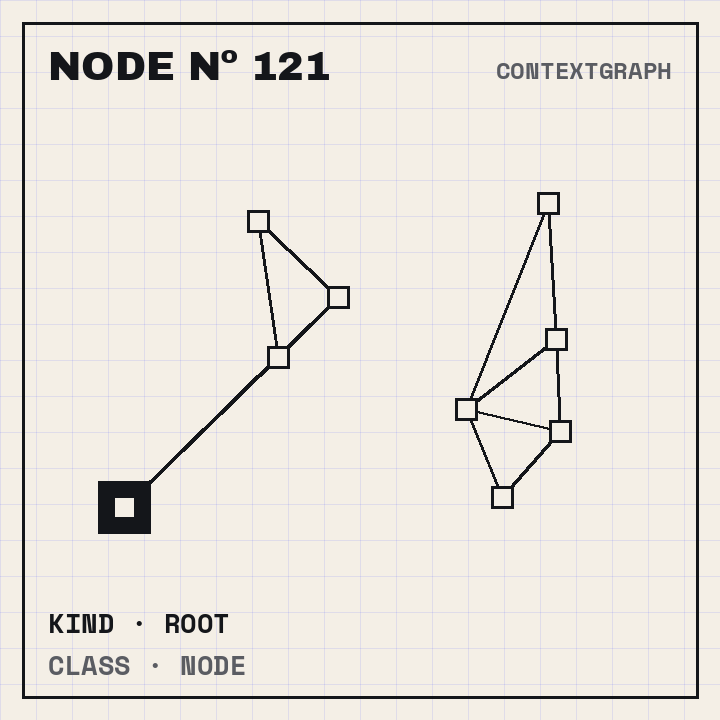 NODE Nº 121
CONTEXTGRAPH
KIND · ROOT
CLASS · NODE